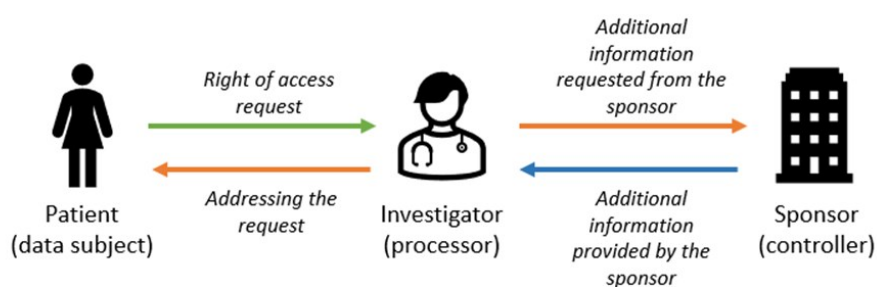 Right of access
request
Addressing the
request
Additional
information
requested from the
sponsor
Additional
information
provided by the
sponsor
Patient
(data subject)
Investigator
(processor)
Sponsor
(controller)